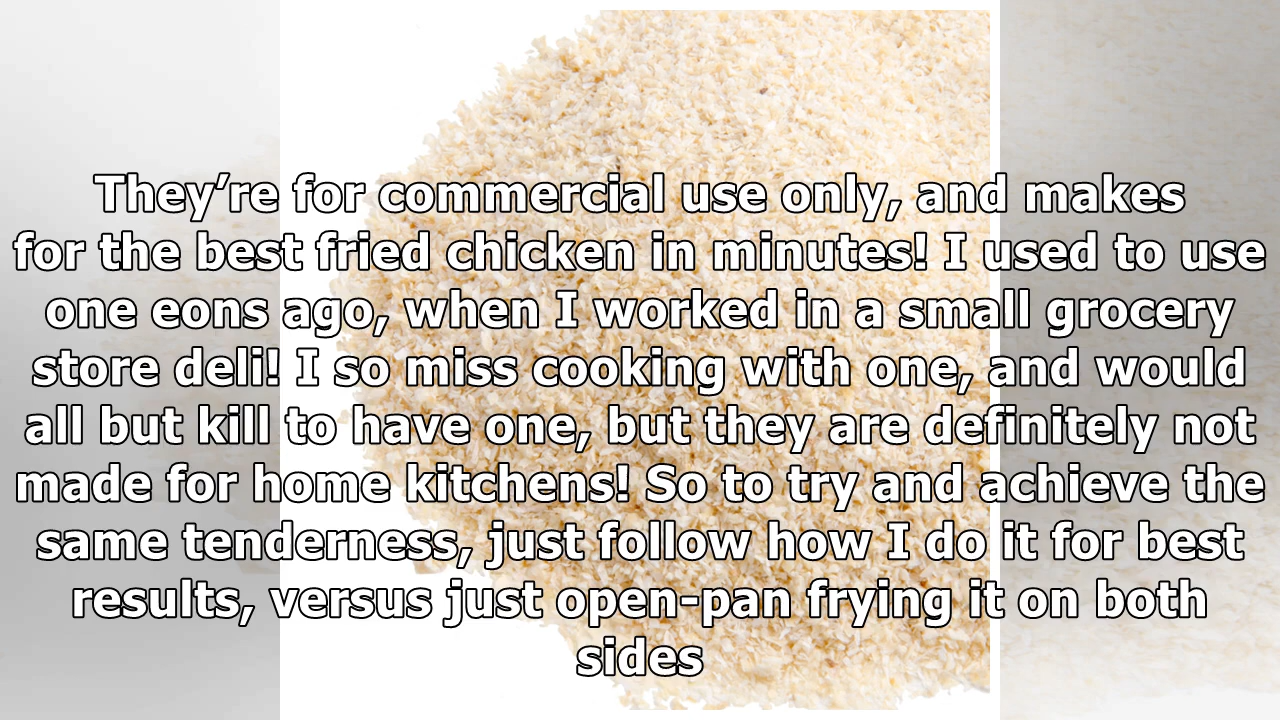 They’re for commercial use only, and makes
for the best fried chicken in minutes! I used to use
one eons ago, when I worked in a small grocery
store deli! I so miss cooking with one, and would
all but kill to have one, but they are definitely not
made for home kitchens! So to try and achieve the
same tenderness, just follow how I do it for best
results, versus just open-pan frying it on both
sides